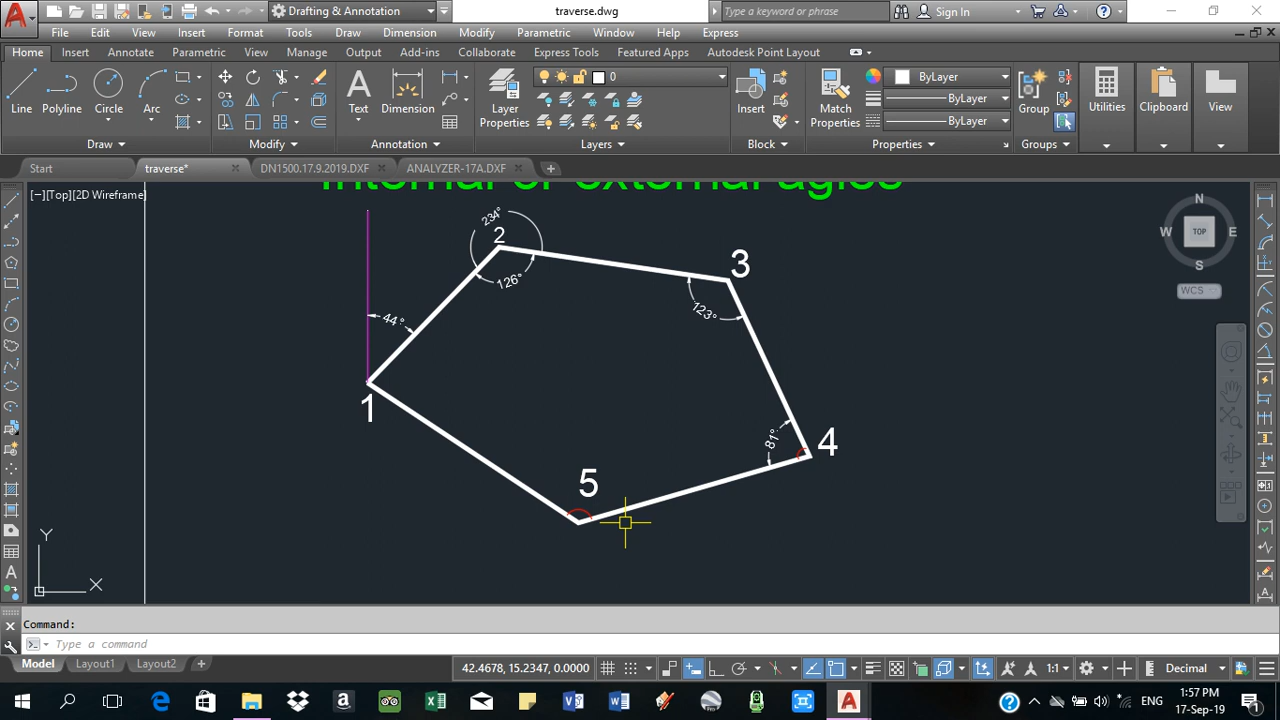 Drafting & Annotation
traverse.dwg
Type a keyword or phrase
Sign In
File Edit View Insert Format Tools Draw Dimension Modify Parametric Window Help Express
Home Insert Annotate Parametric View Manage Output Add-ins Collaborate Express Tools Featured Apps Autodesk Point Layout
0
ByLayer
ByLayer
ByLayer
Line Polyline Circle Arc
Text Dimension
Layer Properties
Insert
Match Properties
Group
Utilities
Clipboard
View
Draw Modify Annotation Layers Block Properties Groups
Start traverse* DN1500.17.9.2019.DXF ANALYZER-17A.DXF
[−][Top][2D Wireframe]
Internal or external agles
N
W TOP E
S
WCS
234°
2
126°
3
123°
44°
1
81°
4
5
Y
X
Command:
Type a command
Model Layout1 Layout2
42.4678, 15.2347, 0.0000
1:1
Decimal
ENG
1:57 PM
17-Sep-19